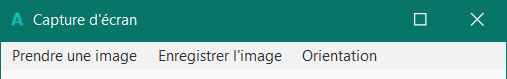 A Capture d'écran
Prendre une image Enregistrer l'image Orientation